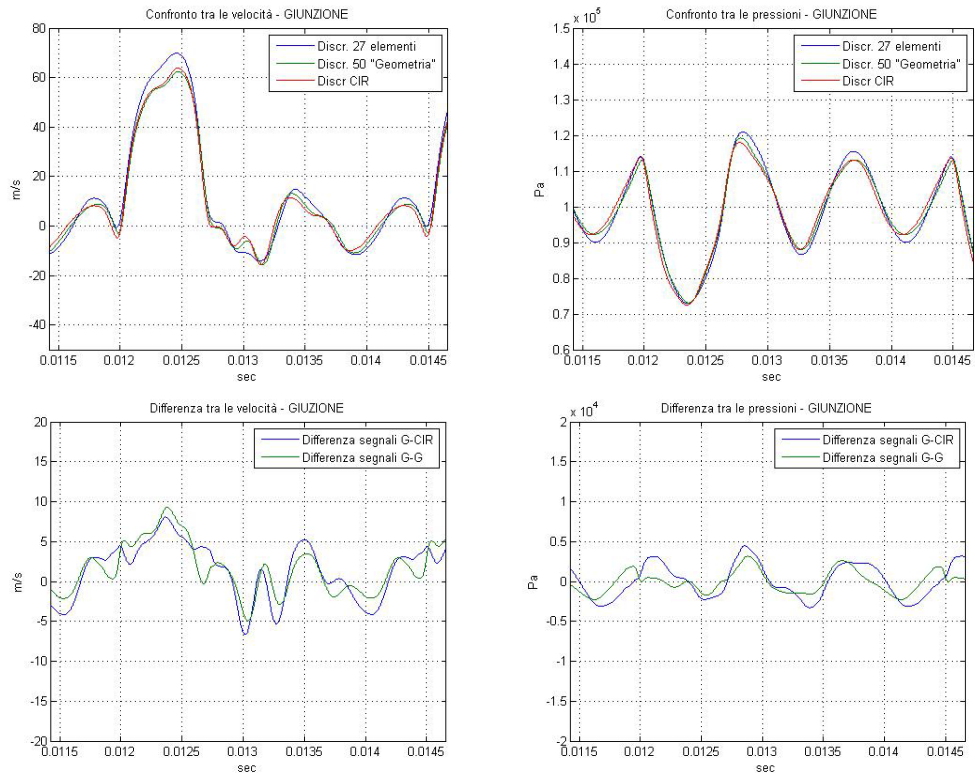 Confronto tra le velocità - GIUNZIONE
80
60
40
20
0
-20
-40
m/s
0.0115 0.012 0.0125 0.013 0.0135 0.014 0.0145
sec
Discr. 27 elementi
Discr. 50 "Geometria"
Discr CIR
Confronto tra le pressioni - GIUNZIONE
x 10^5
1.5
1.4
1.3
1.2
1.1
1
0.9
0.8
0.7
0.6
Pa
0.0115 0.012 0.0125 0.013 0.0135 0.014 0.0145
sec
Discr. 27 elementi
Discr. 50 "Geometria"
Discr CIR
Differenza tra le velocità - GIUZIONE
20
15
10
5
0
-5
-10
-15
-20
m/s
0.0115 0.012 0.0125 0.013 0.0135 0.014 0.0145
sec
Differenza segnali G-CIR
Differenza segnali G-G
Differenza tra le pressioni - GIUNZIONE
x 10^4
2
1.5
1
0.5
0
-0.5
-1
-1.5
-2
Pa
0.0115 0.012 0.0125 0.013 0.0135 0.014 0.0145
sec
Differenza segnali G-CIR
Differenza segnali G-G